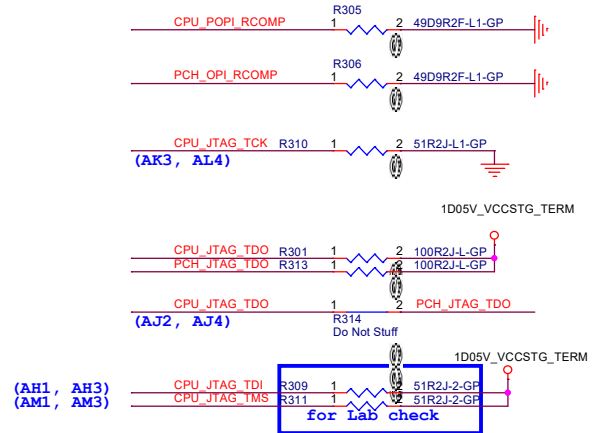 R305
CPU_POPI_RCOMP 1 2 49D9R2F-L1-GP
R306
PCH_OPI_RCOMP 1 2 49D9R2F-L1-GP
CPU_JTAG_TCK R310 1 2 51R2J-L1-GP
(AK3, AL4)
1D05V_VCCSTG_TERM
CPU_JTAG_TDO R301 1 2 100R2J-L-GP
PCH_JTAG_TDO R313 1 2 100R2J-L-GP
CPU_JTAG_TDO 1 2 PCH_JTAG_TDO
(AJ2, AJ4) R314
Do Not Stuff
1D05V_VCCSTG_TERM
(AH1, AH3) CPU_JTAG_TDI R309 1 2 51R2J-2-GP
(AM1, AM3) CPU_JTAG_TMS R311 1 2 51R2J-2-GP
for Lab check